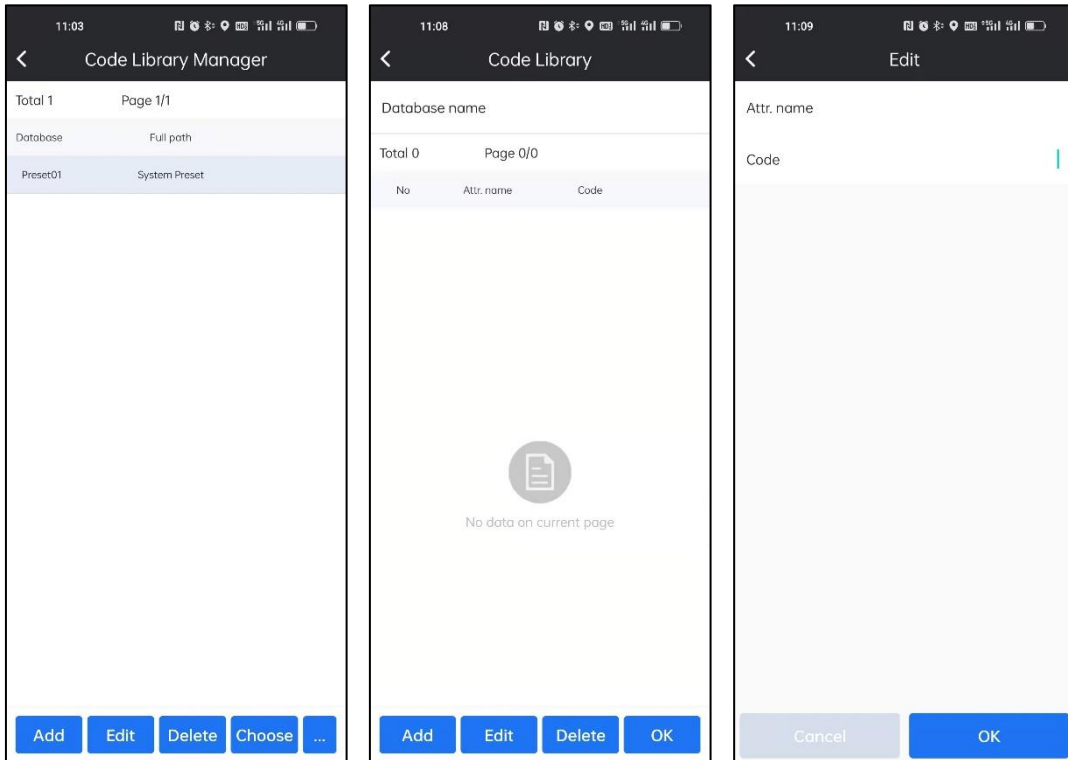 11:03
Code Library Manager
Total 1 Page 1/1
Database Full path
Preset01 System Preset
Add Edit Delete Choose ...
11:08
Code Library
Database name
Total 0 Page 0/0
No Attr. name Code
No data on current page
Add Edit Delete OK
11:09
Edit
Attr. name
Code
Cancel OK